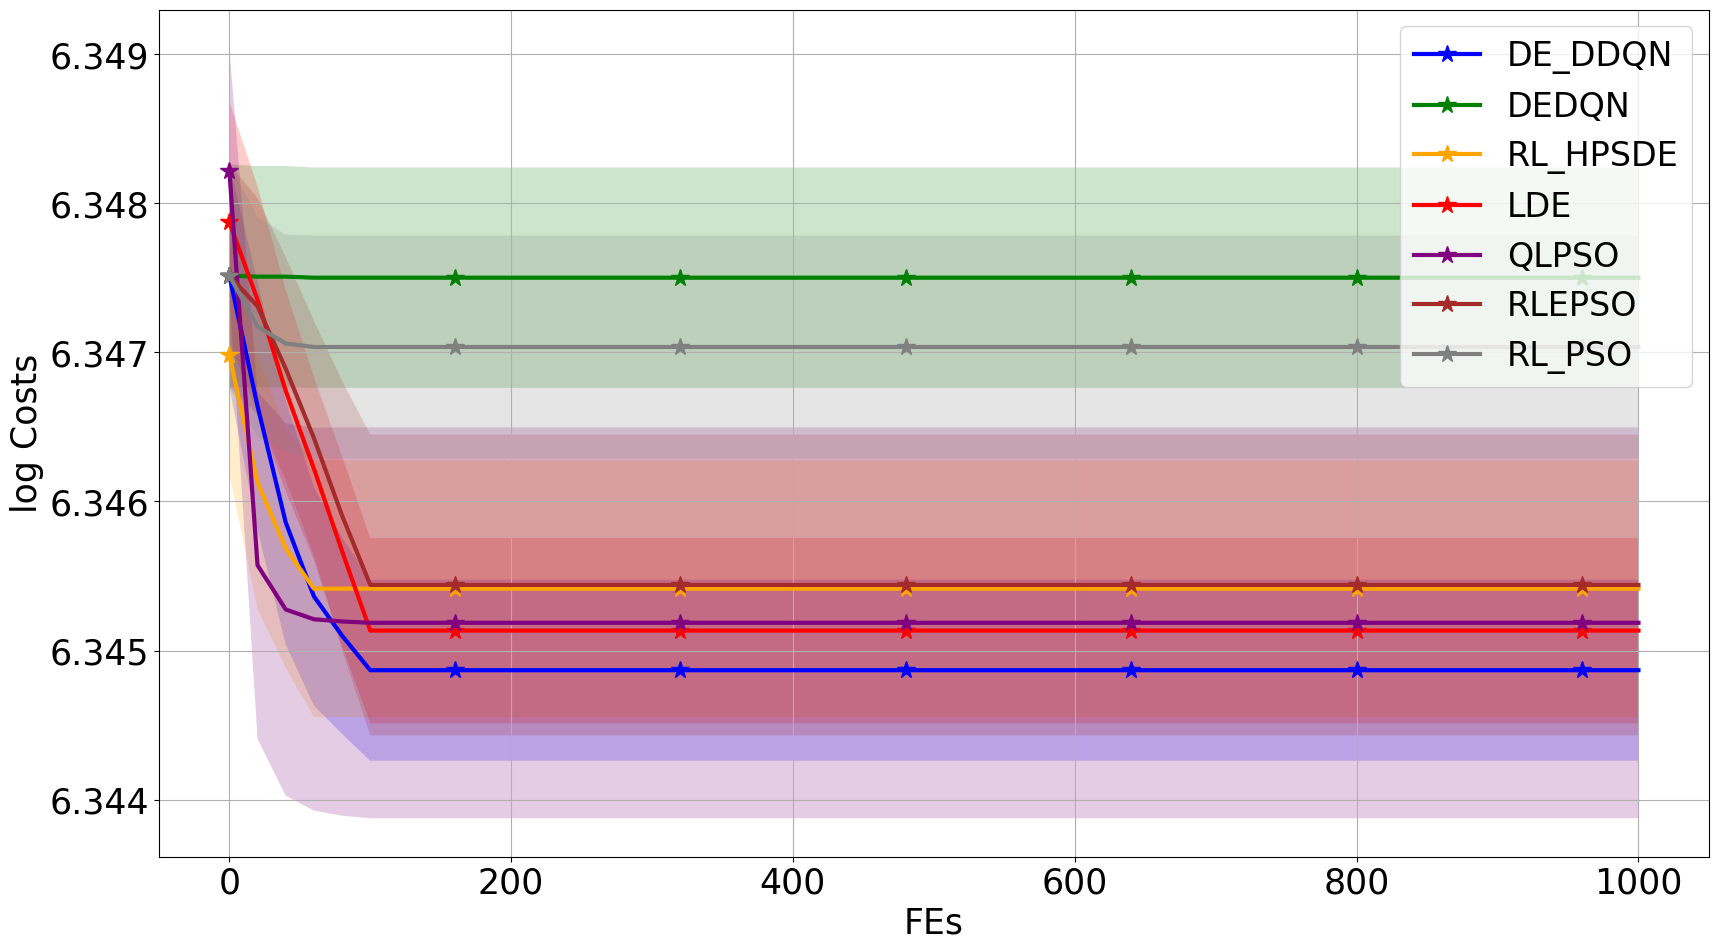 log Costs
6.349
6.348
6.347
6.346
6.345
6.344
0 200 400 600 800 1000
FEs
DE_DDQN
DEDQN
RL_HPSDE
LDE
QLPSO
RLEPSO
RL_PSO